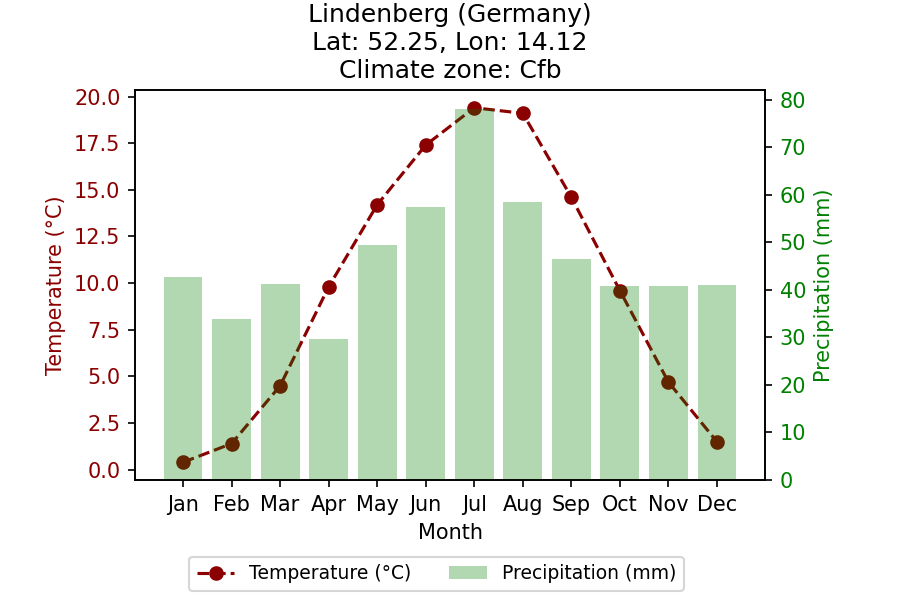 Lindenberg (Germany)
Lat: 52.25, Lon: 14.12
Climate zone: Cfb
20.0
17.5
15.0
12.5
10.0
7.5
5.0
2.5
0.0
Temperature (°C)
80
70
60
50
40
30
20
10
0
Precipitation (mm)
Jan Feb Mar Apr May Jun Jul Aug Sep Oct Nov Dec
Month
Temperature (°C) Precipitation (mm)